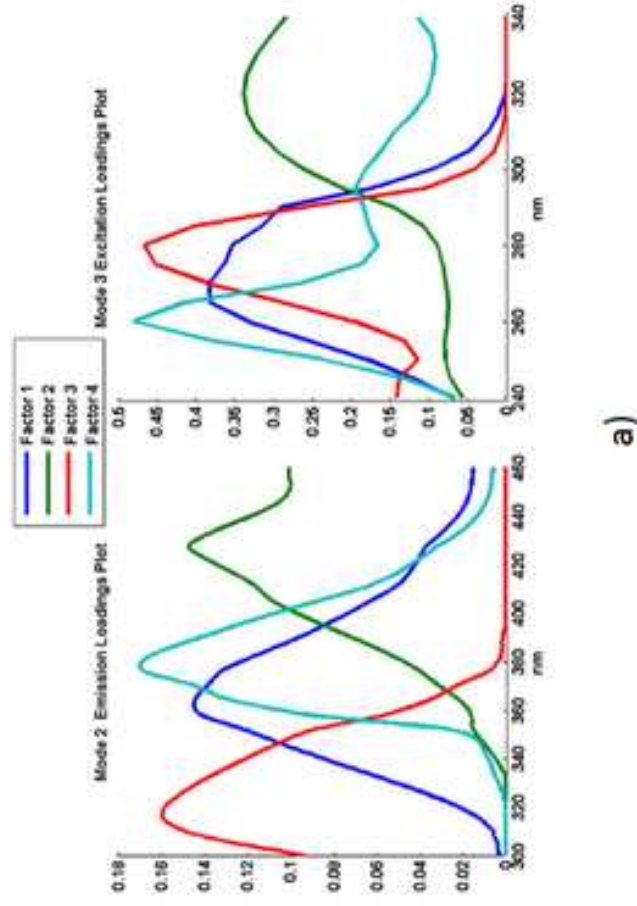 Factor 1
Factor 2
Factor 3
Factor 4
Mode 2 Emission Loadings Plot
0.18
0.16
0.14
0.12
0.1
0.08
0.06
0.04
0.02
0
300 320 340 360 380 400 420 440 460
nm
Mode 3 Excitation Loadings Plot
0.5
0.45
0.4
0.35
0.3
0.25
0.2
0.15
0.1
0.05
0
240 260 280 300 320 340
nm
a)